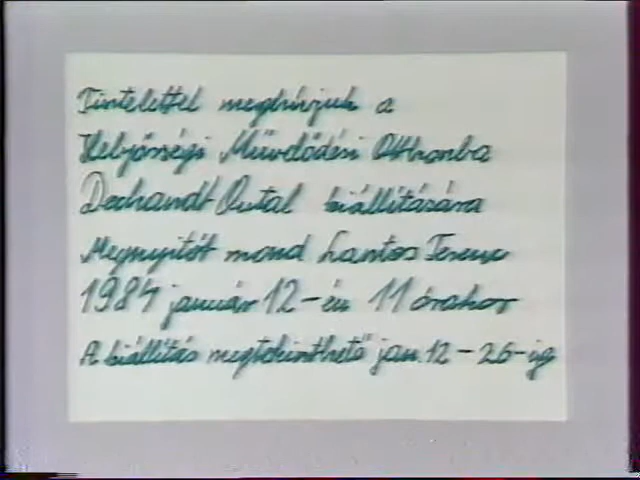 Tisztelettel meghívjuk a
Helyőrségi Művelődési Otthonba
Dechandt Antal kiállítására
Megnyitót mond Lantos Ferenc
1984 január 12-én 11 órakor
A kiállítás megtekinthető jan. 12-26-ig